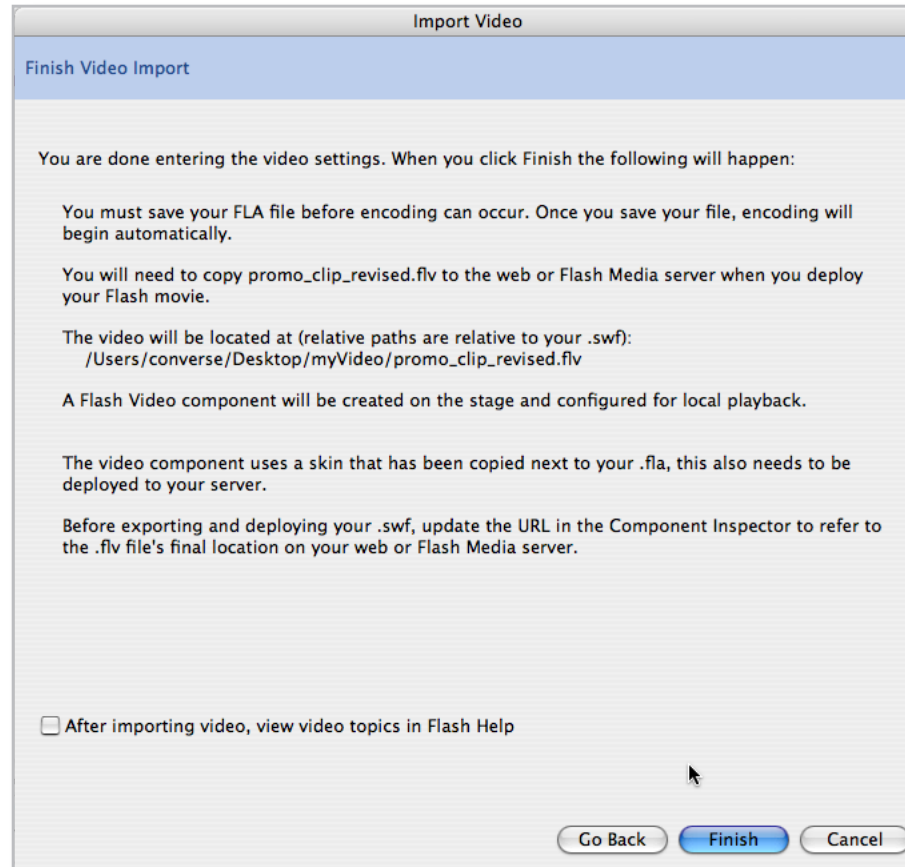 Import Video
Finish Video Import
You are done entering the video settings. When you click Finish the following will happen:
You must save your FLA file before encoding can occur. Once you save your file, encoding will
begin automatically.
You will need to copy promo_clip_revised.flv to the web or Flash Media server when you deploy
your Flash movie.
The video will be located at (relative paths are relative to your .swf):
/Users/converse/Desktop/myVideo/promo_clip_revised.flv
A Flash Video component will be created on the stage and configured for local playback.
The video component uses a skin that has been copied next to your .fla, this also needs to be
deployed to your server.
Before exporting and deploying your .swf, update the URL in the Component Inspector to refer to
the .flv file's final location on your web or Flash Media server.
After importing video, view video topics in Flash Help
Go Back Finish Cancel